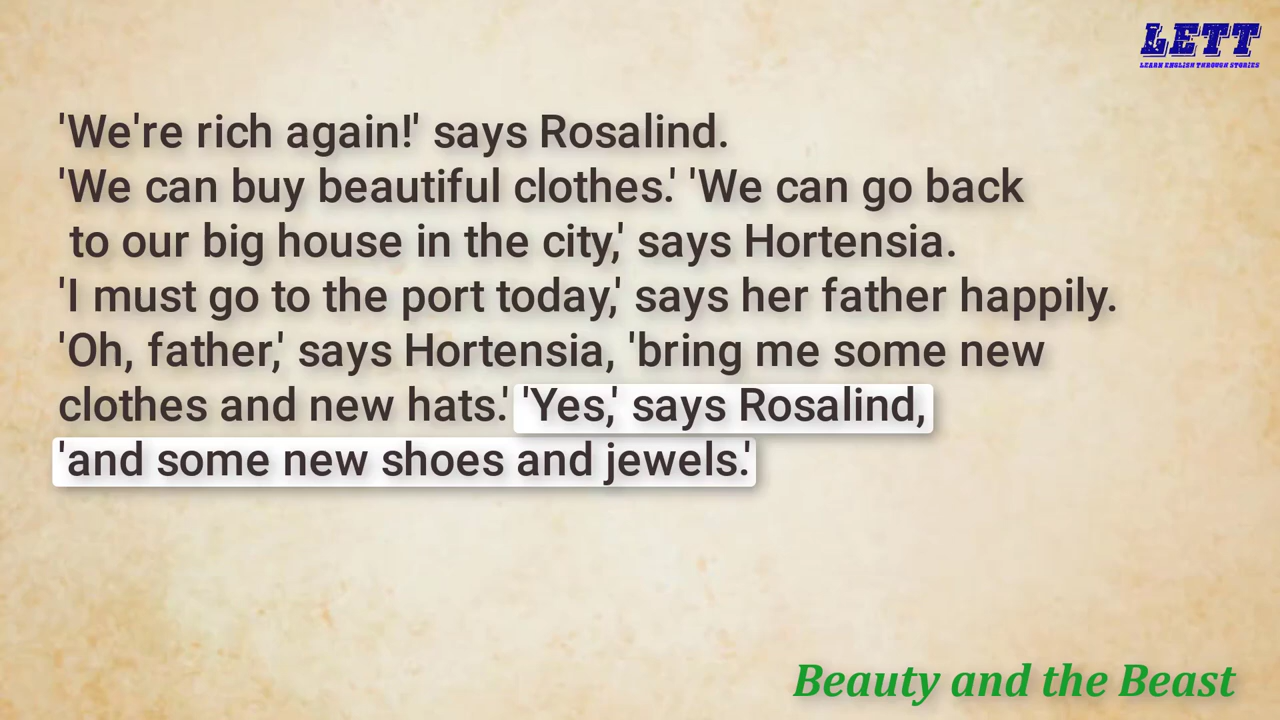 LETT
LEARN ENGLISH THROUGH STORIES
'We're rich again!' says Rosalind.
'We can buy beautiful clothes.' 'We can go back
to our big house in the city,' says Hortensia.
'I must go to the port today,' says her father happily.
'Oh, father,' says Hortensia, 'bring me some new
clothes and new hats.' 'Yes,' says Rosalind,
'and some new shoes and jewels.'
Beauty and the Beast